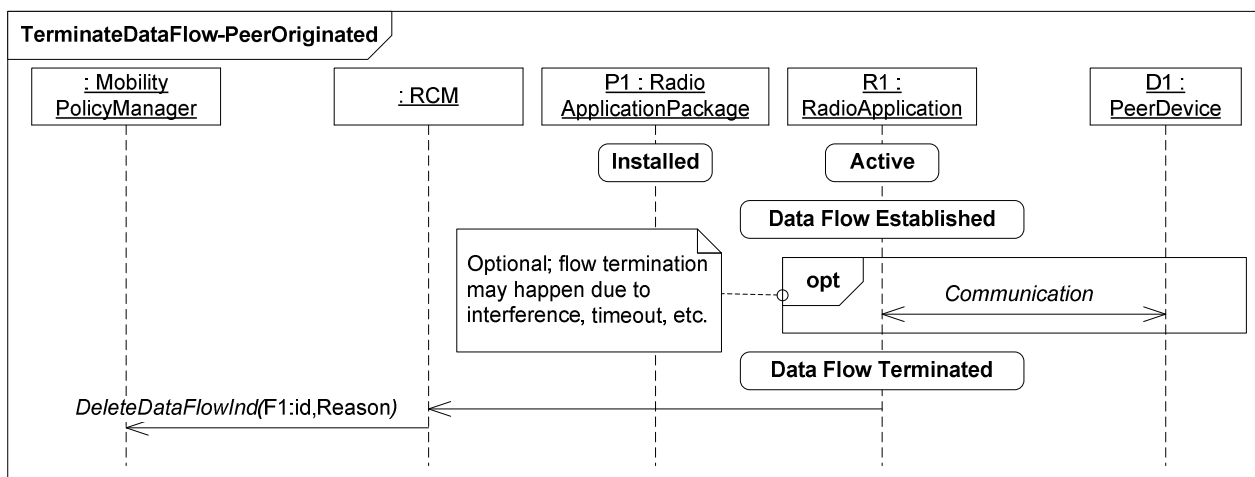 TerminateDataFlow-PeerOriginated
: Mobility
PolicyManager
: RCM
P1 : Radio
ApplicationPackage
R1 :
RadioApplication
D1 :
PeerDevice
Installed
Active
Data Flow Established
Optional; flow termination
may happen due to
interference, timeout, etc.
opt
Communication
Data Flow Terminated
DeleteDataFlowInd(F1:id,Reason)